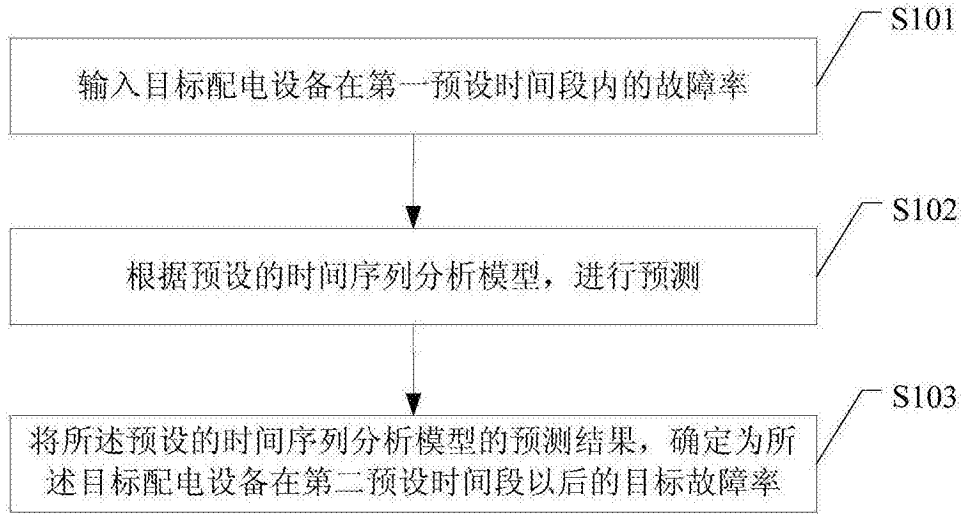 S101
输入目标配电设备在第一预设时间段内的故障率
S102
根据预设的时间序列分析模型，进行预测
S103
将所述预设的时间序列分析模型的预测结果，确定为所
述目标配电设备在第二预设时间段以后的目标故障率